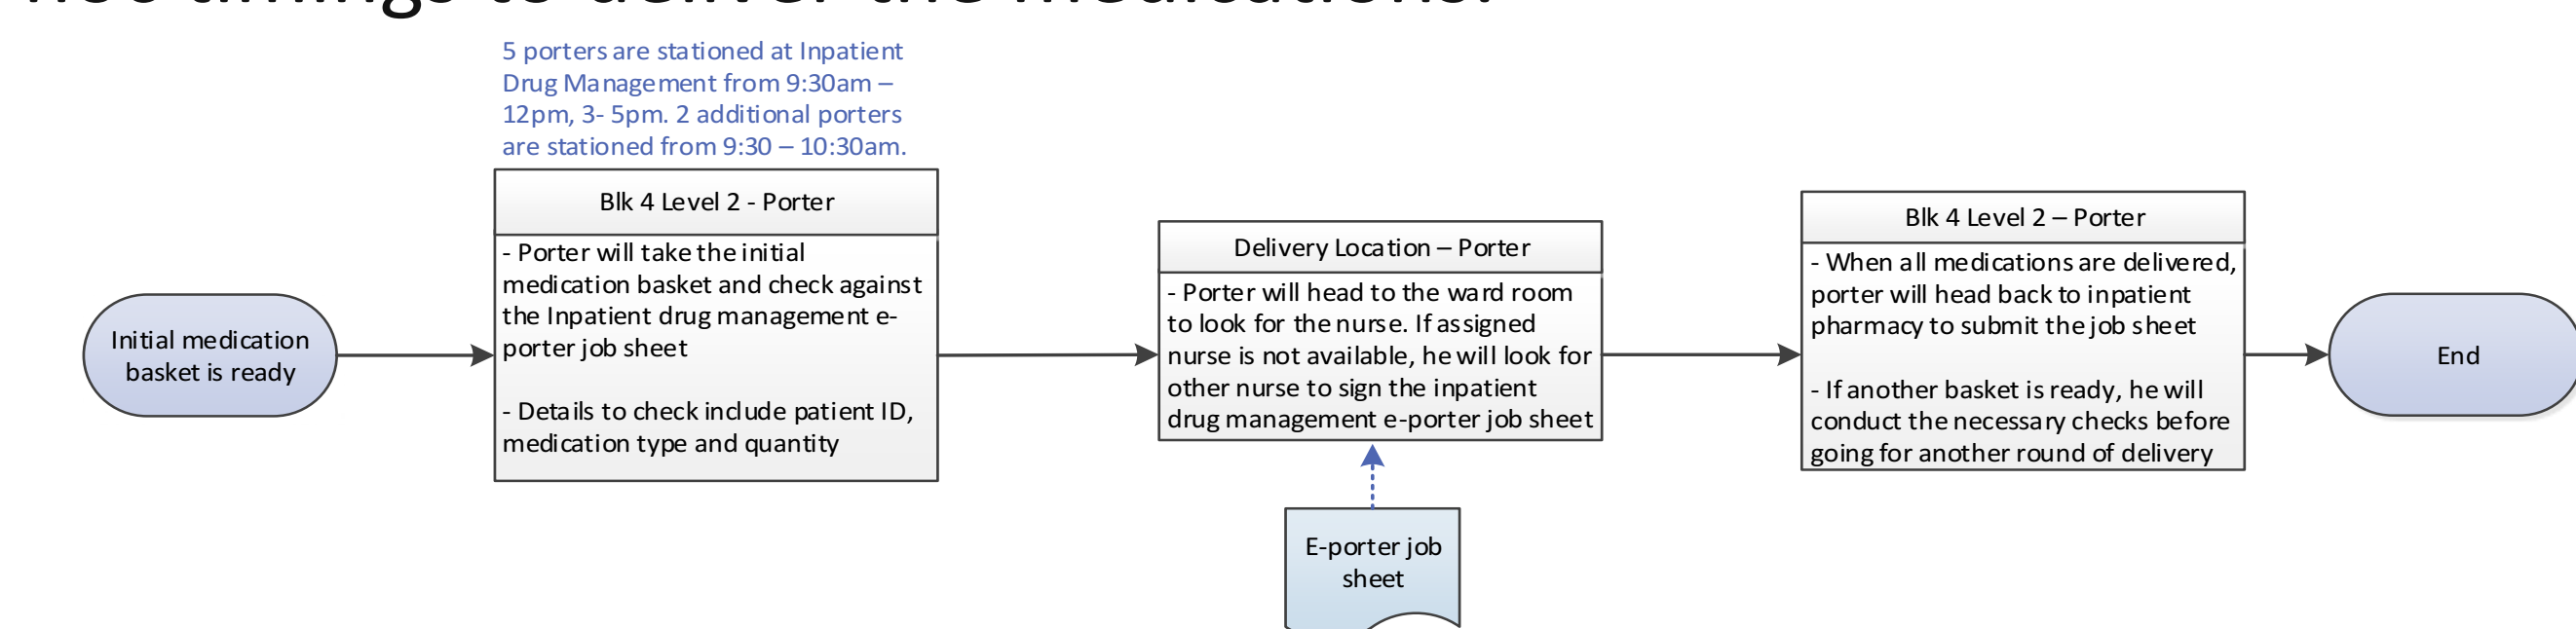 timings to deliver the medications.
5 porters are stationed at Inpatient
Drug Management from 9:30am –
12pm, 3- 5pm. 2 additional porters
are stationed from 9:30 – 10:30am.
Initial medication
basket is ready
Blk 4 Level 2 - Porter
- Porter will take the initial
medication basket and check against
the Inpatient drug management e-
porter job sheet
- Details to check include patient ID,
medication type and quantity
Delivery Location – Porter
- Porter will head to the ward room
to look for the nurse. If assigned
nurse is not available, he will look for
other nurse to sign the inpatient
drug management e-porter job sheet
E-porter job
sheet
Blk 4 Level 2 – Porter
- When all medications are delivered,
porter will head back to inpatient
pharmacy to submit the job sheet
- If another basket is ready, he will
conduct the necessary checks before
going for another round of delivery
End